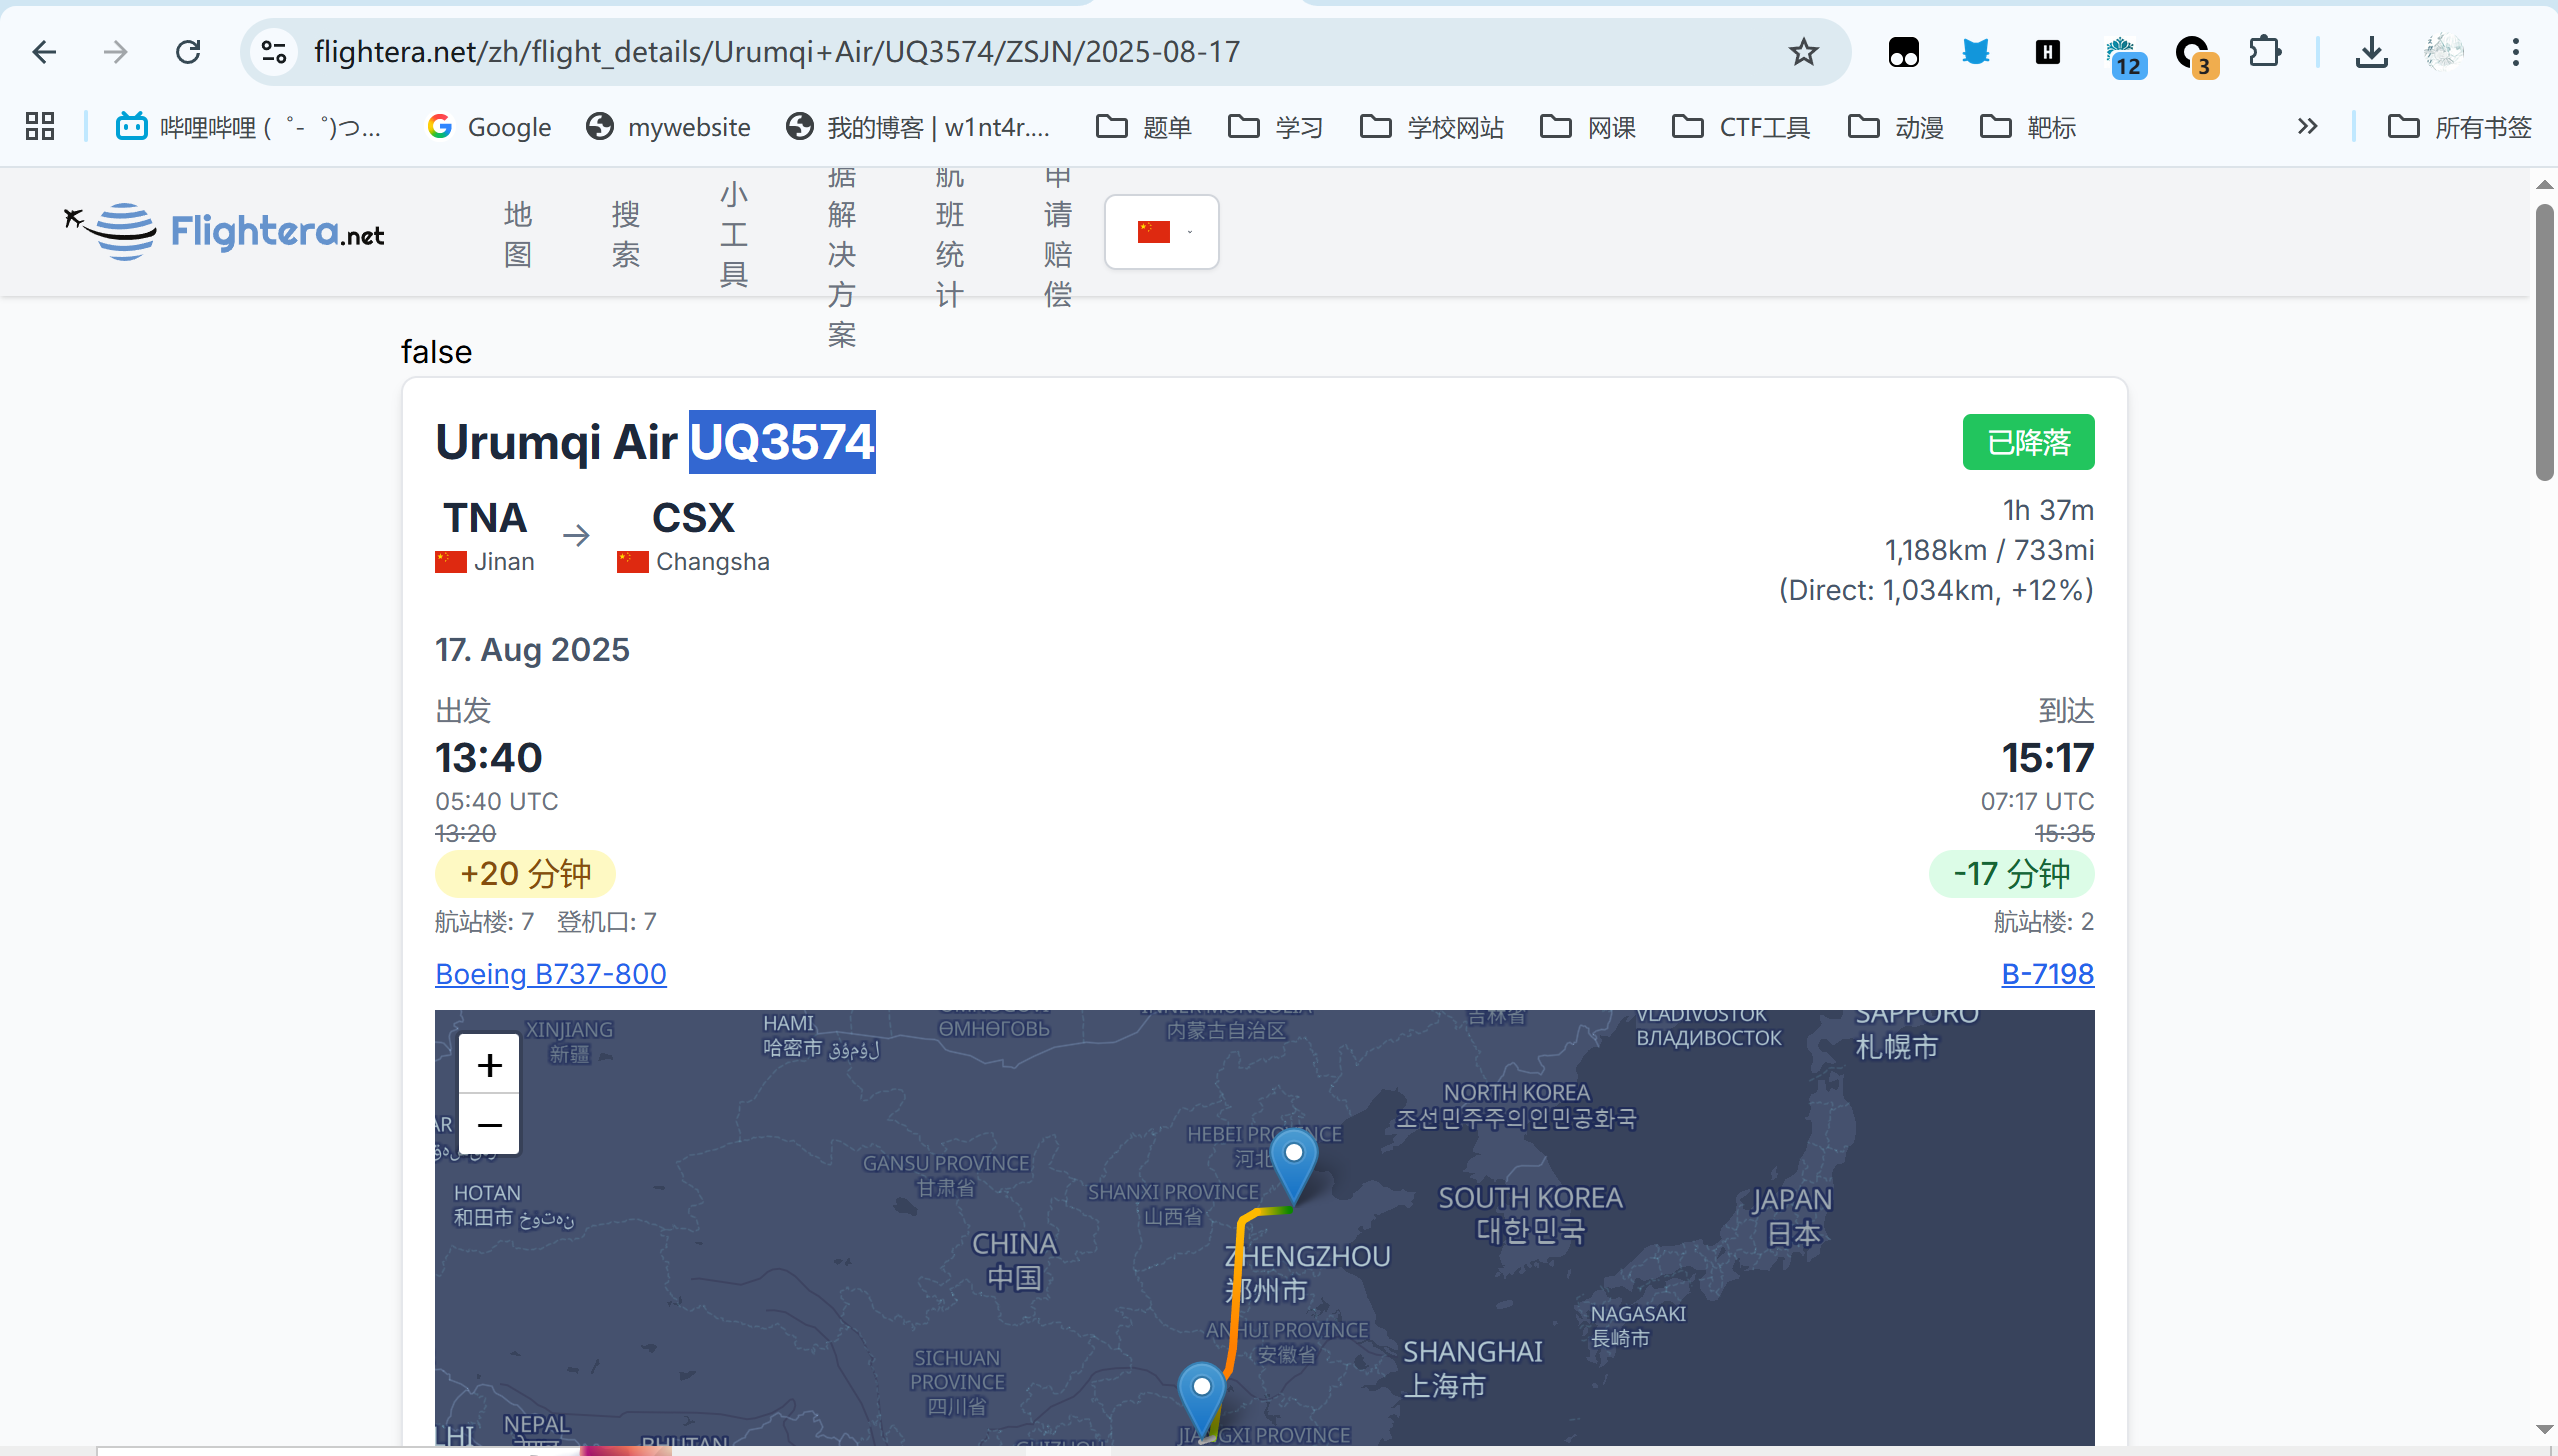 flightera.net/zh/flight_details/Urumqi+Air/UQ3574/ZSJN/2025-08-17
12
3
哔哩哔哩 (゜-゜)つ...
Google
mywebsite
我的博客 | w1nt4r....
题单
学习
学校网站
网课
CTF工具
动漫
靶标
所有书签
Flightera.net
地图
搜索
小工具
据解决方案
航班统计
申请赔偿
false
Urumqi Air UQ3574
已降落
TNA → CSX
Jinan
Changsha
1h 37m
1,188km / 733mi
(Direct: 1,034km, +12%)
17. Aug 2025
出发
到达
13:40
15:17
05:40 UTC
07:17 UTC
13:20
15:35
+20 分钟
-17 分钟
航站楼: 7 登机口: 7
航站楼: 2
Boeing B737-800
B-7198
+
−
XINJIANG
新疆
HAMI
哈密市
ӨМНӨГОВЬ
内蒙古自治区
吉林省
VLADIVOSTOK
ВЛАДИВОСТОК
SAPPORO
札幌市
NORTH KOREA
조선민주주의인민공화국
HEBEI PROVINCE
河北
GANSU PROVINCE
甘肃省
SHANXI PROVINCE
山西省
HOTAN
和田市 خوتەن
SOUTH KOREA
대한민국
JAPAN
日本
CHINA
中国
ZHENGZHOU
郑州市
ANHUI PROVINCE
安徽省
NAGASAKI
長崎市
SHANGHAI
上海市
SICHUAN
PROVINCE
四川省
NEPAL
JIANGXI PROVINCE
BHUTAN